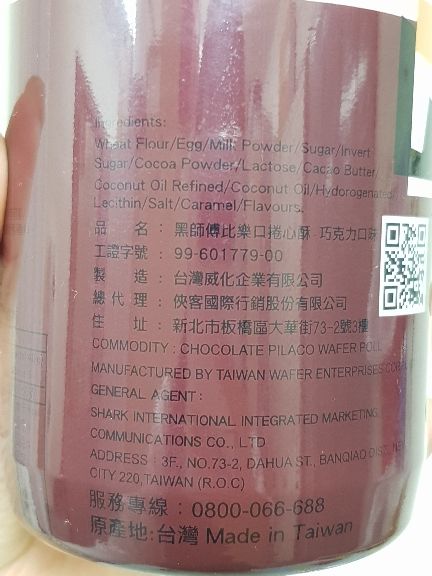 Ingredients:
Wheat Flour/Egg/Milk Powder/Sugar/Invert
Sugar/Cocoa Powder/Lactose/Cacao Butter/
Coconut Oil Refined/Coconut Oil/Hydorogenated/
Lecithin/Salt/Caramel/Flavours.
品名：黑師傅比樂口捲心酥-巧克力口味
工證字號：99-601779-00
製造：台灣威化企業有限公司
總代理：俠客國際行銷股份有限公司
住址：新北市板橋區大華街73-2號3樓
COMMODITY : CHOCOLATE PILACO WAFER ROLL
MANUFACTURED BY TAIWAN WAFER ENTERPRISES
GENERAL AGENT :
SHARK INTERNATIONAL INTEGRATED MARKETING
COMMUNICATIONS CO., LTD
ADDRESS : 3F., NO.73-2, DAHUA ST., BANQIAO DIST., NEW
CITY 220,TAIWAN (R.O.C)
服務專線：0800-066-688
原產地:台灣 Made in Taiwan